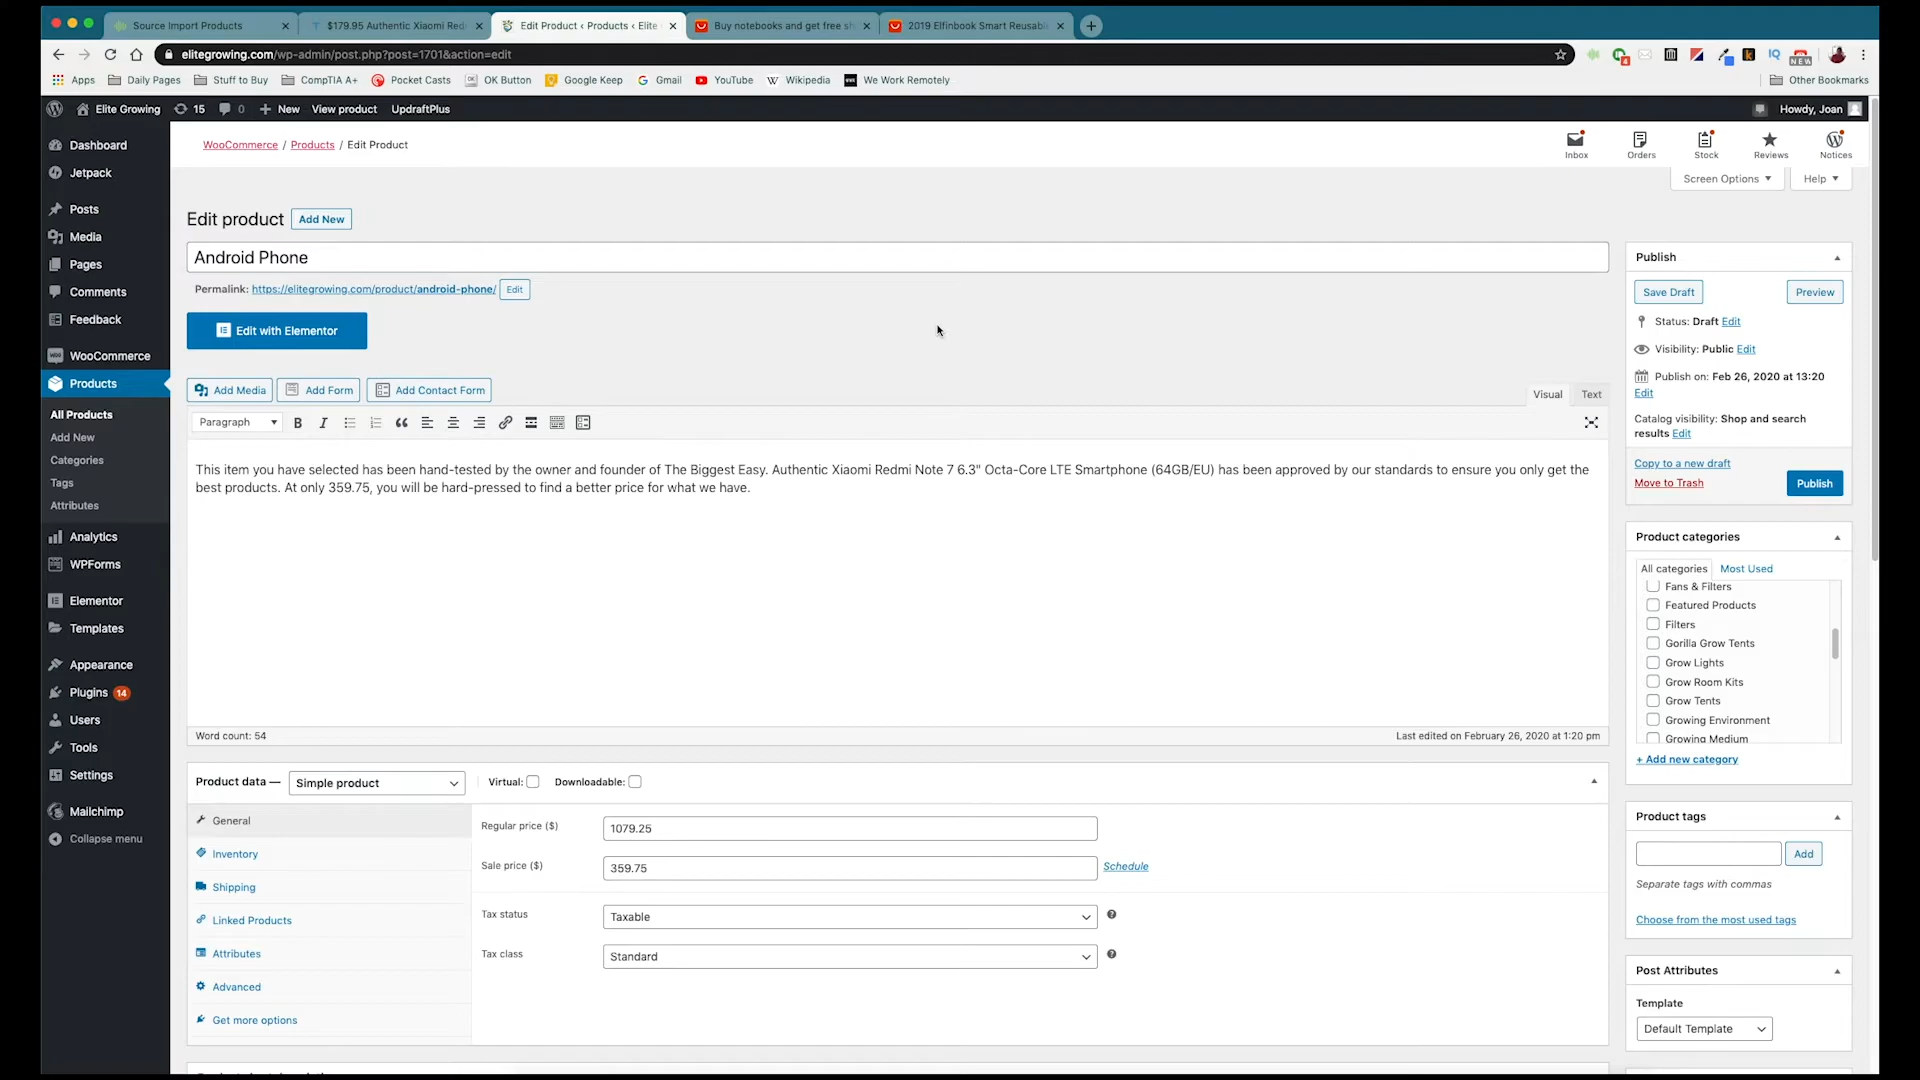 Source Import Products
$179.95 Authentic Xiaomi Red
Edit Product ‹ Products ‹ Elite
Buy notebooks and get free sh
2019 Elfinbook Smart Reusab
elitegrowing.com/wp-admin/post.php?post=1701&action=edit
Apps
Daily Pages
Stuff to Buy
CompTIA A+
Pocket Casts
OK Button
Google Keep
Gmail
YouTube
Wikipedia
We Work Remotely
Other Bookmarks
Elite Growing
15
0
New
View product
UpdraftPlus
Howdy, Joan
Dashboard
Jetpack
Posts
Media
Pages
Comments
Feedback
WooCommerce
Products
All Products
Add New
Categories
Tags
Attributes
Analytics
WPForms
Elementor
Templates
Appearance
Plugins 14
Users
Tools
Settings
Mailchimp
Collapse menu
WooCommerce / Products / Edit Product
Inbox
Orders
Stock
Reviews
Notices
Screen Options
Help
Edit product
Add New
Android Phone
Permalink: https://elitegrowing.com/product/android-phone/ Edit
Edit with Elementor
Add Media
Add Form
Add Contact Form
Visual
Text
Paragraph
This item you have selected has been hand-tested by the owner and founder of The Biggest Easy. Authentic Xiaomi Redmi Note 7 6.3" Octa-Core LTE Smartphone (64GB/EU) has been approved by our standards to ensure you only get the
best products. At only 359.75, you will be hard-pressed to find a better price for what we have.
Word count: 54
Last edited on February 26, 2020 at 1:20 pm
Product data —
Simple product
Virtual:
Downloadable:
General
Inventory
Shipping
Linked Products
Attributes
Advanced
Get more options
Regular price ($)
1079.25
Sale price ($)
359.75
Schedule
Tax status
Taxable
Tax class
Standard
Publish
Save Draft
Preview
Status: Draft Edit
Visibility: Public Edit
Publish on: Feb 26, 2020 at 13:20
Edit
Catalog visibility: Shop and search
results Edit
Copy to a new draft
Move to Trash
Publish
Product categories
All categories
Most Used
Fans & Filters
Featured Products
Filters
Gorilla Grow Tents
Grow Lights
Grow Room Kits
Grow Tents
Growing Environment
Growing Medium
+ Add new category
Product tags
Add
Separate tags with commas
Choose from the most used tags
Post Attributes
Template
Default Template